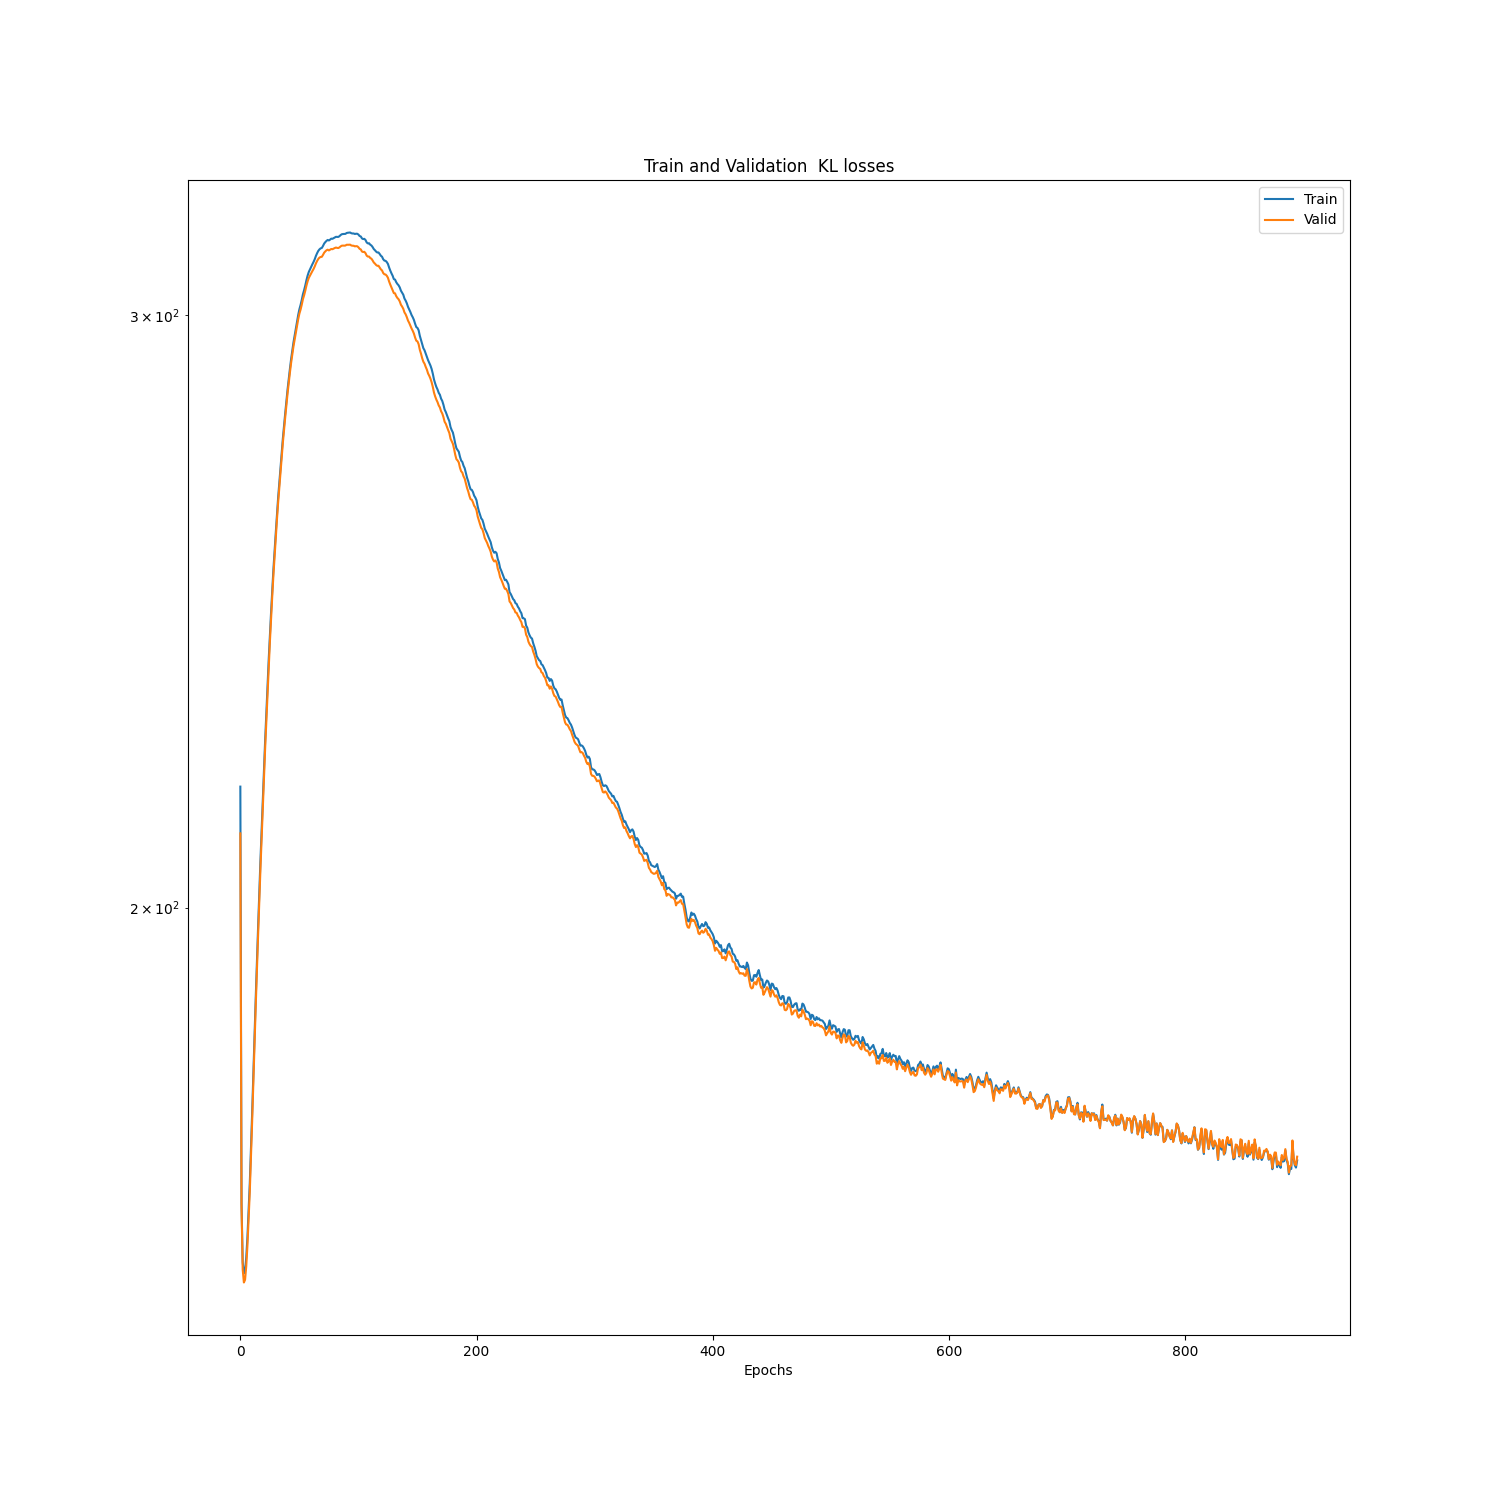 Train and Validation  KL losses
Train
Valid
3 × 10²
2 × 10²
0 200 400 600 800
Epochs